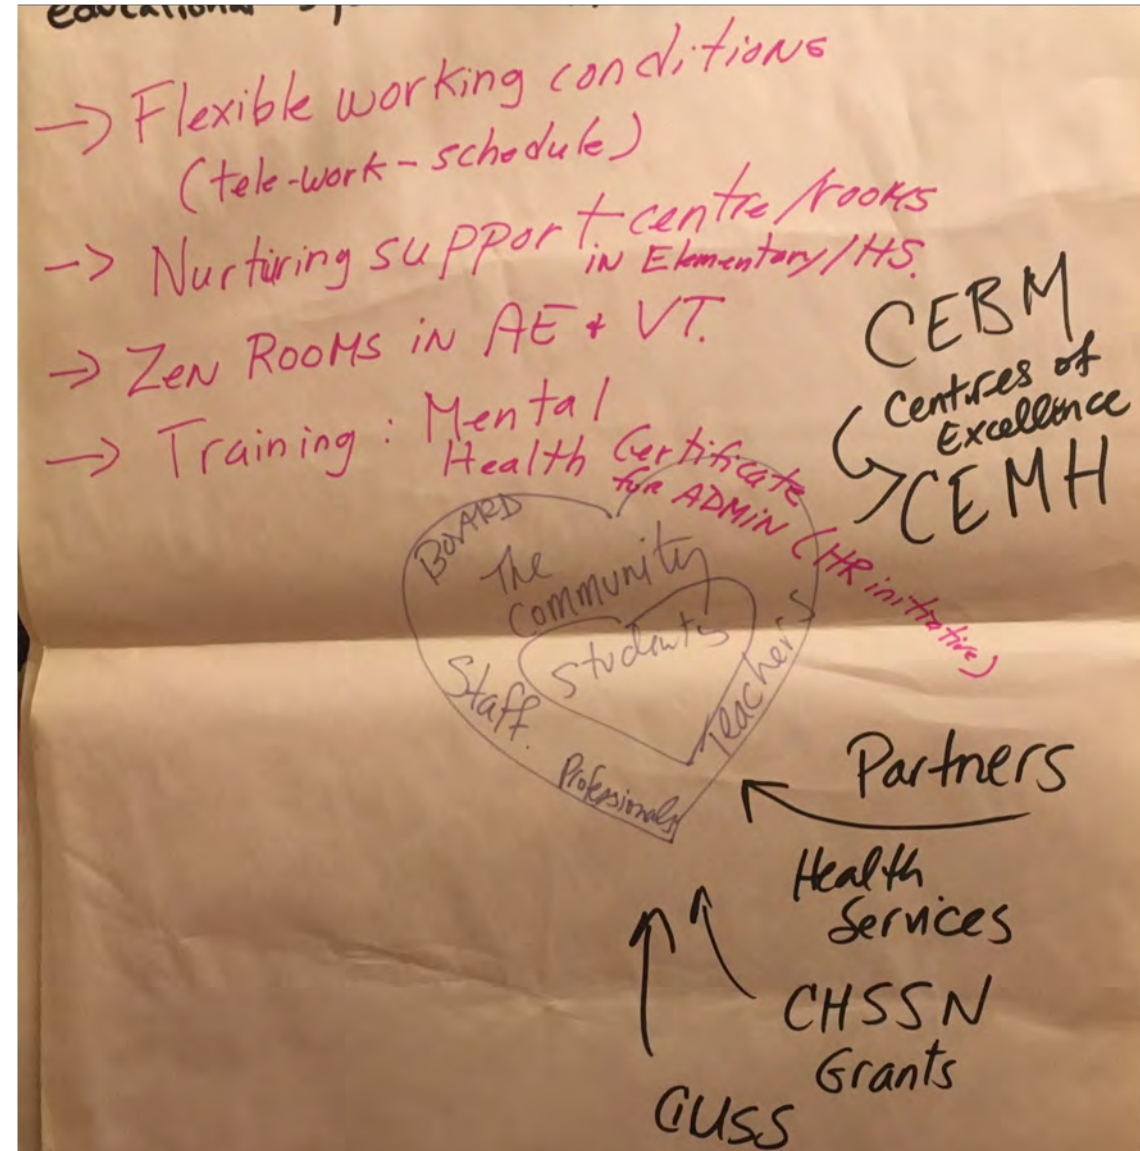 educational
→ Flexible working conditions
(tele-work-schedule)
→ Nurturing support centre/rooms
in Elementary/HS.
→ Zen Rooms in AE + VT.
→ Training: Mental
Health Certificate
for ADMIN (HR initiative)
CEBM
Centres of
Excellence
CEMH
BOARD
The
Community
Students
Staff.
Teachers
Professionals
Partners
Health
Services
CHSSN
Grants
CIUSSS